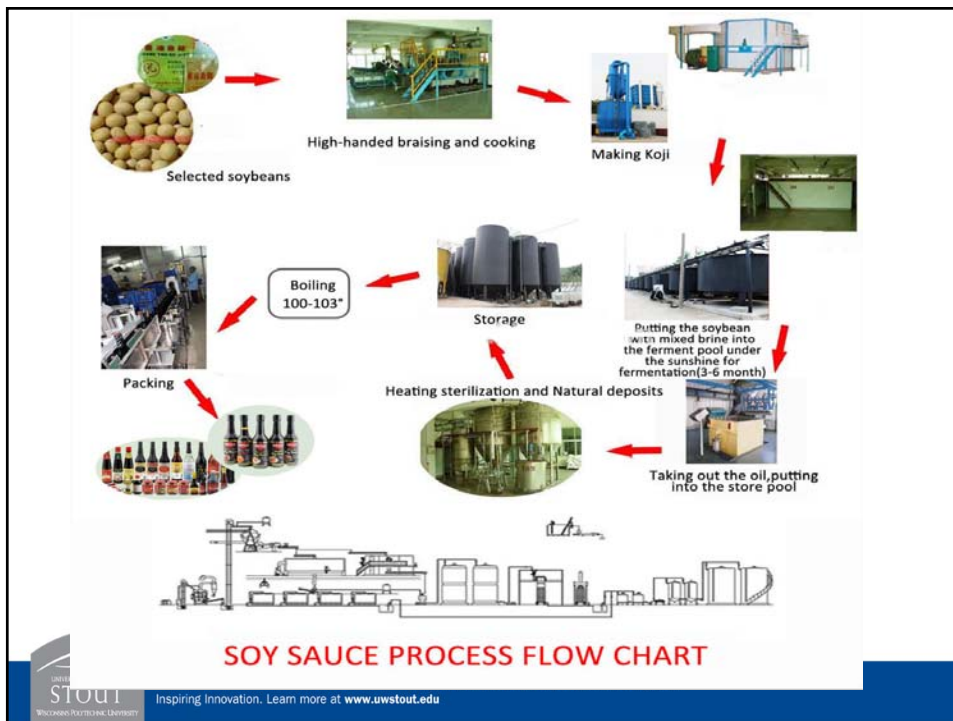 Selected soybeans
High-handed braising and cooking
Making Koji
Putting the soybean
with mixed brine into
the ferment pool under
the sunshine for
fermentation(3-6 month)
Taking out the oil,putting
into the store pool
Heating sterilization and Natural deposits
Storage
Boiling
100-103°
Packing
SOY SAUCE PROCESS FLOW CHART
STOUT
WISCONSIN'S POLYTECHNIC UNIVERSITY
Inspiring Innovation. Learn more at www.uwstout.edu